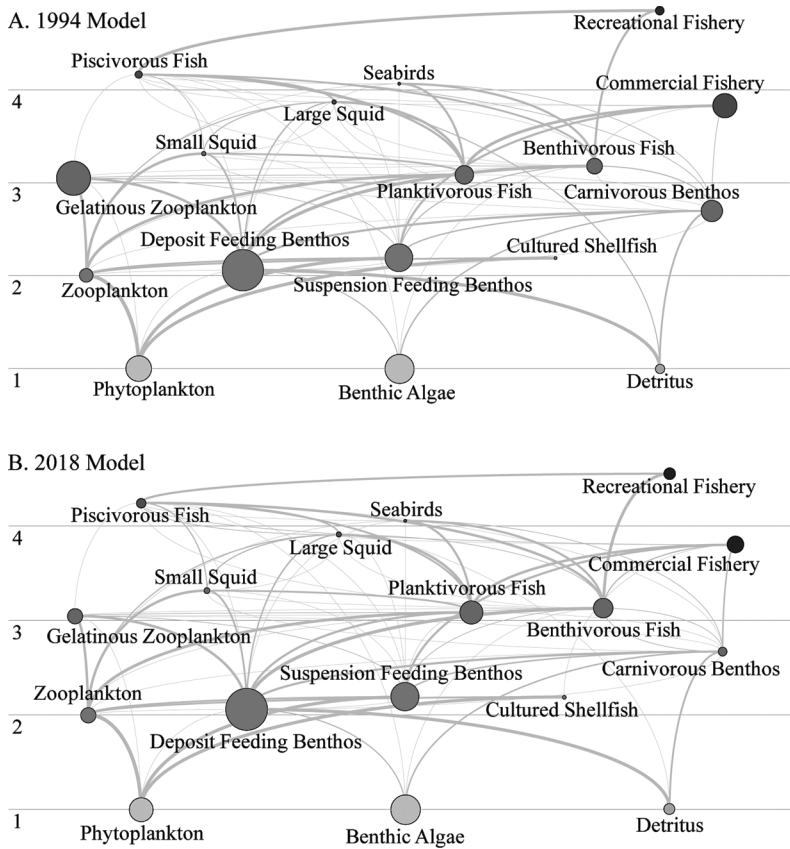 A. 1994 Model
Recreational Fishery
Piscivorous Fish
Seabirds
Commercial Fishery
4
Large Squid
Small Squid
Benthivorous Fish
3
Planktivorous Fish
Carnivorous Benthos
Gelatinous Zooplankton
Deposit Feeding Benthos
Cultured Shellfish
2
Zooplankton
Suspension Feeding Benthos
1
Phytoplankton
Benthic Algae
Detritus
B. 2018 Model
Recreational Fishery
Piscivorous Fish
Seabirds
4
Large Squid
Commercial Fishery
Small Squid
Planktivorous Fish
3
Gelatinous Zooplankton
Benthivorous Fish
Suspension Feeding Benthos
Carnivorous Benthos
Zooplankton
Cultured Shellfish
2
Deposit Feeding Benthos
1
Phytoplankton
Benthic Algae
Detritus